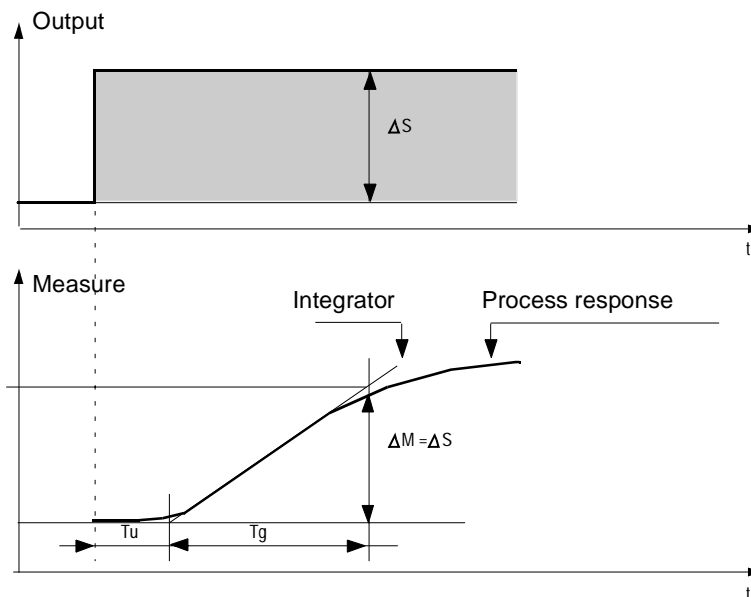 Output
ΔS
t
Measure
Integrator
Process response
ΔM =ΔS
Tu
Tg
t